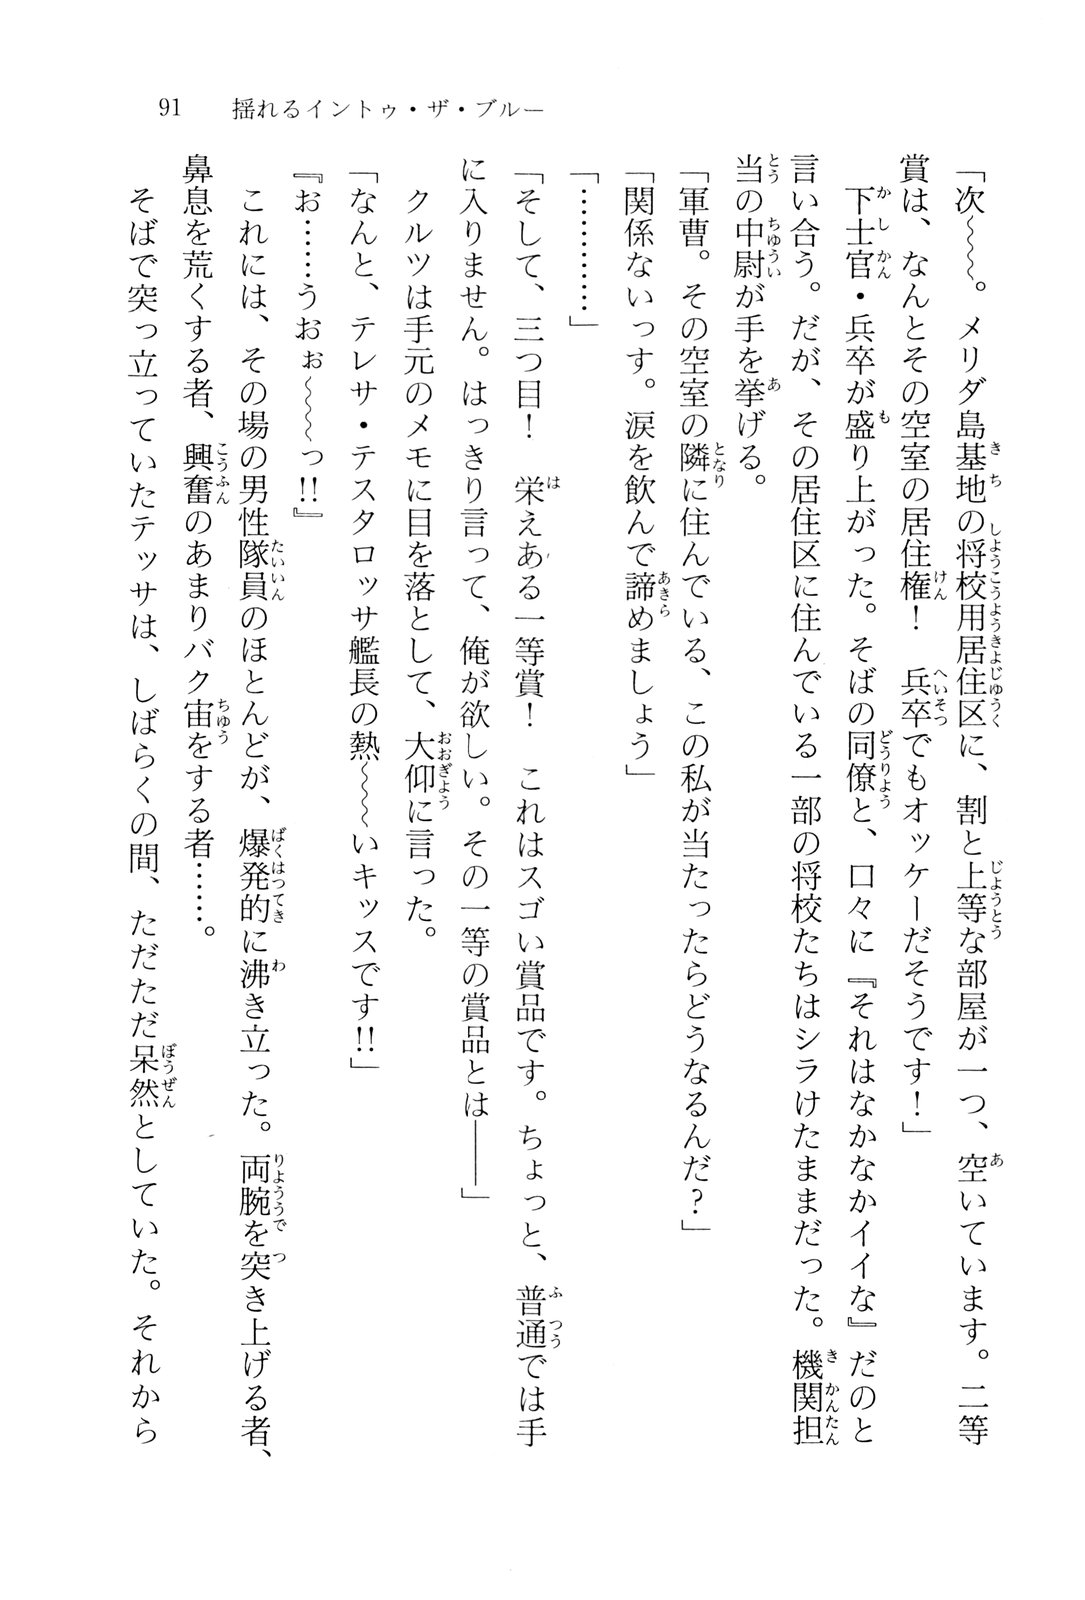 91　揺れるイントゥ・ザ・ブルー
「次〜〜〜。メリダ島基地の将校用居住区に、割と上等な部屋が一つ、空いています。二等
賞は、なんとその空室の居住権！　兵卒でもオッケーだそうです！」
　下士官・兵卒が盛り上がった。そばの同僚と、口々に『それはなかなかイイな』だのと
言い合う。だが、その居住区に住んでいる一部の将校たちはシラけたままだった。機関担
当の中尉が手を挙げる。
「軍曹。その空室の隣に住んでいる、この私が当たったらどうなるんだ？」
「関係ないっす。涙を飲んで諦めましょう」
「…………」
「そして、三つ目！　栄えある一等賞！　これはスゴい賞品です。ちょっと、普通では手
に入りません。はっきり言って、俺が欲しい。その一等の賞品とは――」
　クルツは手元のメモに目を落として、大仰に言った。
「なんと、テレサ・テスタロッサ艦長の熱〜〜〜いキッスです!!」
『お……うおぉ〜〜〜っ!!』
　これには、その場の男性隊員のほとんどが、爆発的に沸き立った。両腕を突き上げる者、
鼻息を荒くする者、興奮のあまりバク宙をする者……。
　そばで突っ立っていたテッサは、しばらくの間、ただただ呆然としていた。それから